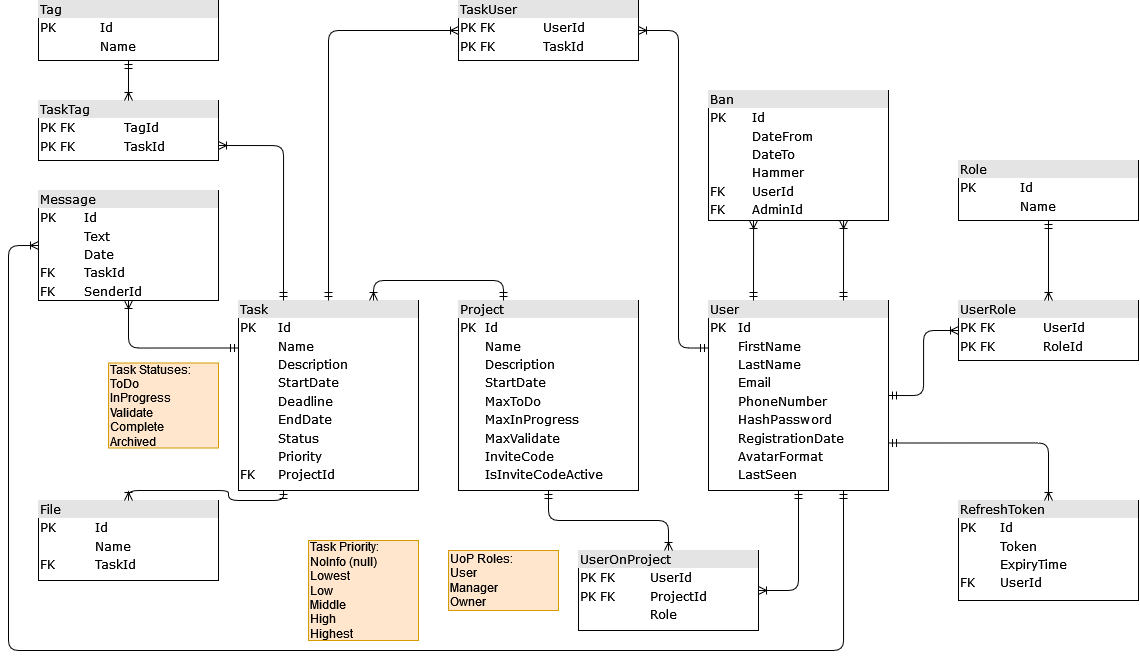 Tag
PK Id
Name
TaskTag
PK FK TagId
PK FK TaskId
Message
PK Id
Text
Date
FK TaskId
FK SenderId
TaskUser
PK FK UserId
PK FK TaskId
Ban
PK Id
DateFrom
DateTo
Hammer
FK UserId
FK AdminId
Role
PK Id
Name
Task
PK Id
Name
Description
StartDate
Deadline
EndDate
Status
Priority
FK ProjectId
Project
PK Id
Name
Description
StartDate
MaxToDo
MaxInProgress
MaxValidate
InviteCode
IsInviteCodeActive
User
PK Id
FirstName
LastName
Email
PhoneNumber
HashPassword
RegistrationDate
AvatarFormat
LastSeen
UserRole
PK FK UserId
PK FK RoleId
Task Statuses:
ToDo
InProgress
Validate
Complete
Archived
File
PK Id
Name
FK TaskId
Task Priority:
NoInfo (null)
Lowest
Low
Middle
High
Highest
UoP Roles:
User
Manager
Owner
UserOnProject
PK FK UserId
PK FK ProjectId
Role
RefreshToken
PK Id
Token
ExpiryTime
FK UserId